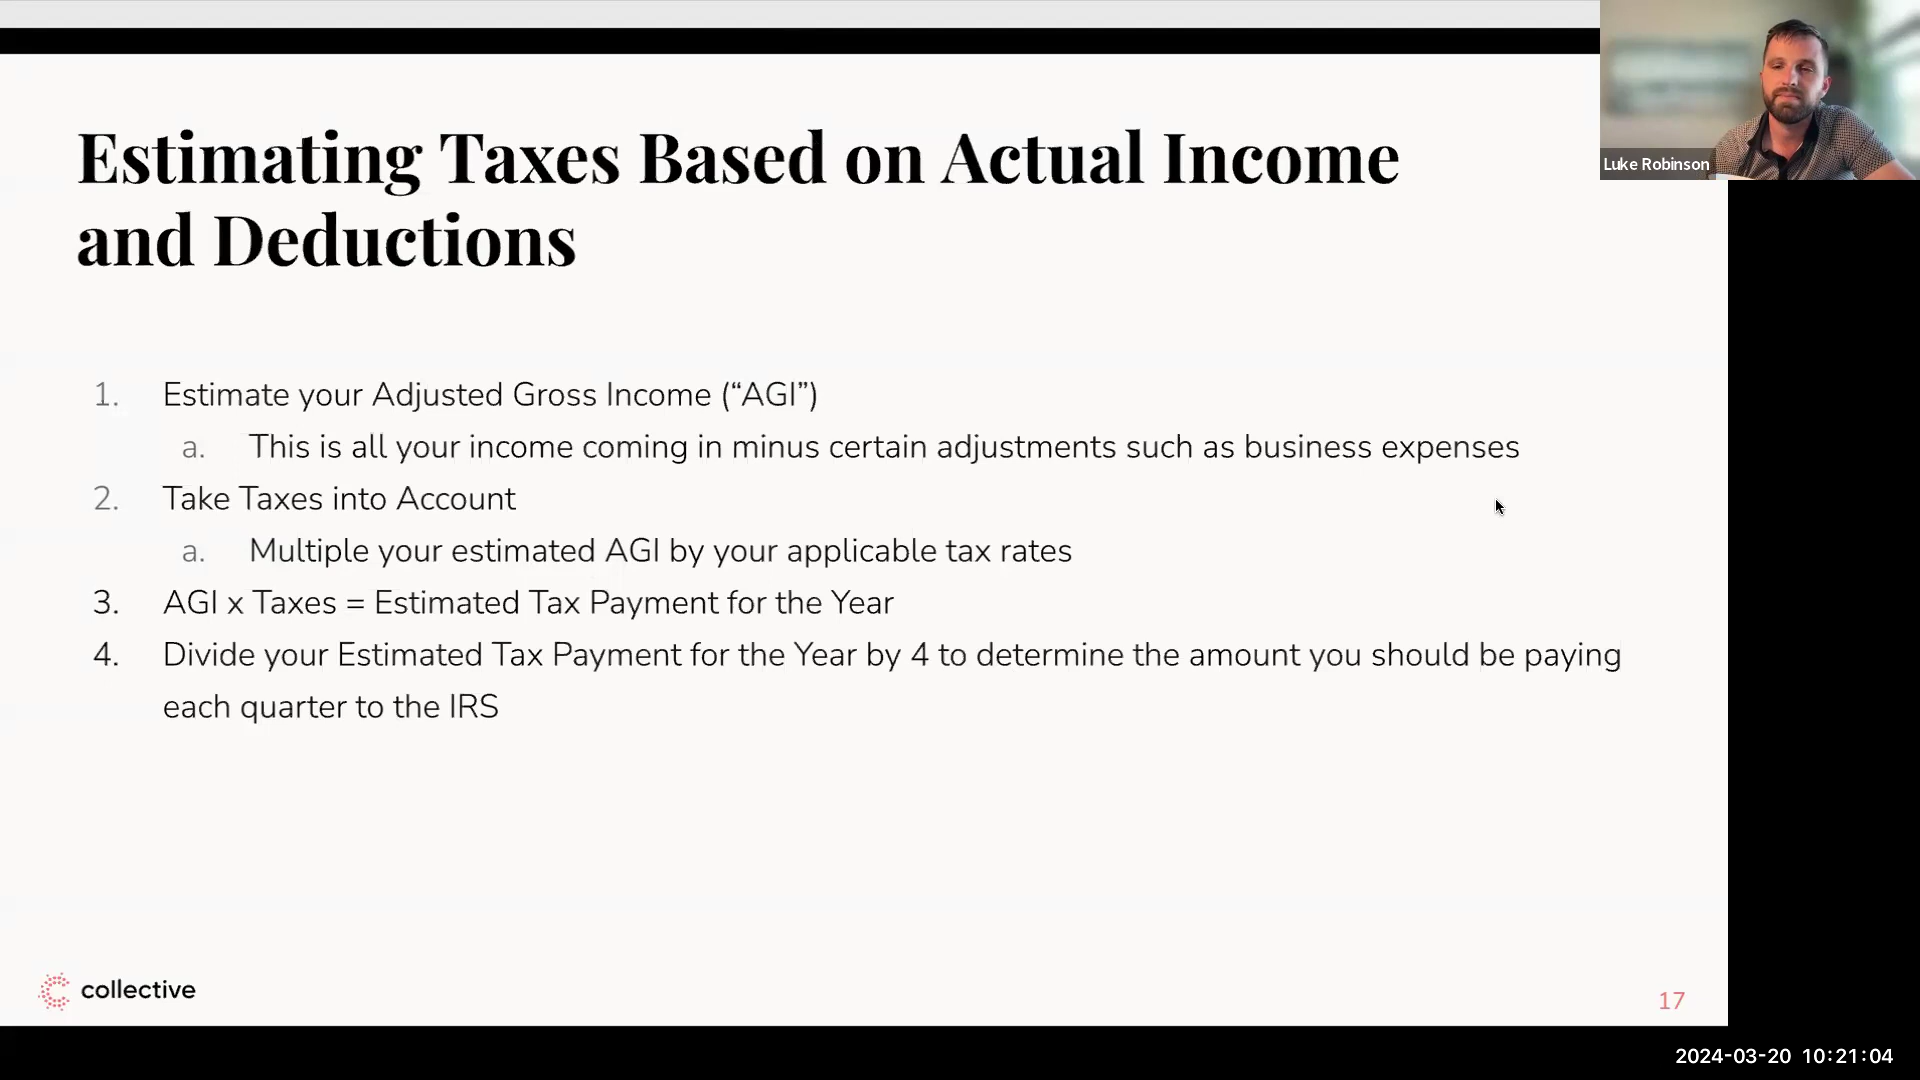 Luke Robinson
Estimating Taxes Based on Actual Income
and Deductions
1. Estimate your Adjusted Gross Income (“AGI”)
a. This is all your income coming in minus certain adjustments such as business expenses
2. Take Taxes into Account
a. Multiple your estimated AGI by your applicable tax rates
3. AGI x Taxes = Estimated Tax Payment for the Year
4. Divide your Estimated Tax Payment for the Year by 4 to determine the amount you should be paying
each quarter to the IRS
collective
17
2024-03-20 10:21:04